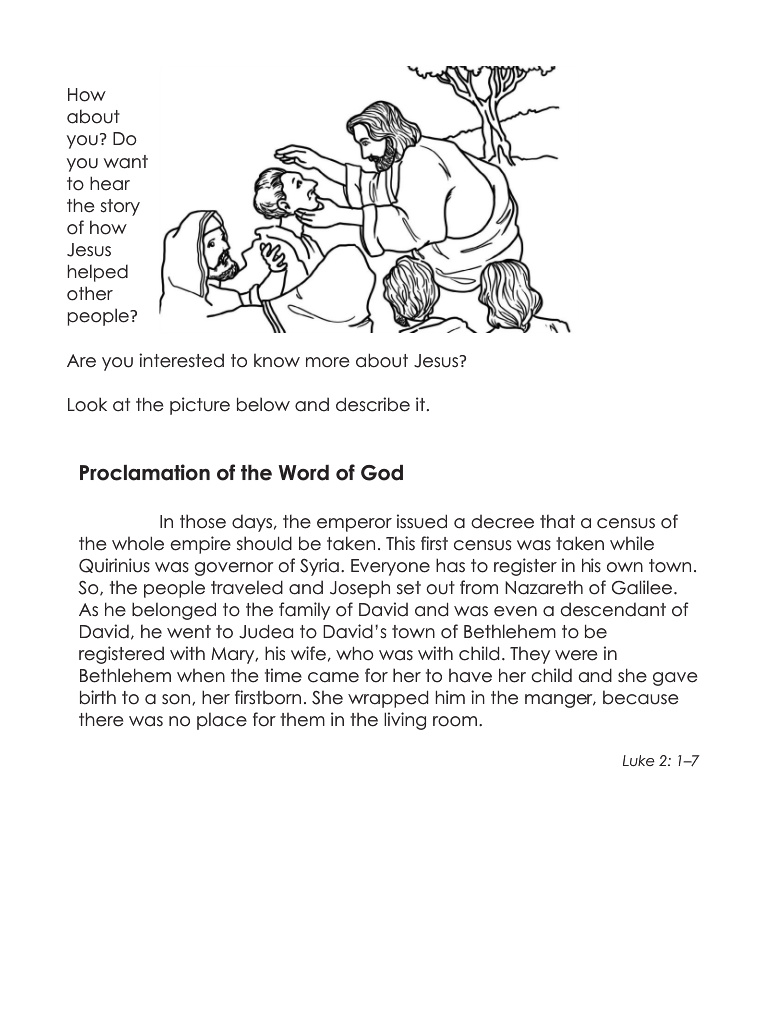 How
about
you? Do
you want
to hear
the story
of how
Jesus
helped
other
people?
Are you interested to know more about Jesus?
Look at the picture below and describe it.
Proclamation of the Word of God
In those days, the emperor issued a decree that a census of
the whole empire should be taken. This first census was taken while
Quirinius was governor of Syria. Everyone has to register in his own town.
So, the people traveled and Joseph set out from Nazareth of Galilee.
As he belonged to the family of David and was even a descendant of
David, he went to Judea to David's town of Bethlehem to be
registered with Mary, his wife, who was with child. They were in
Bethlehem when the time came for her to have her child and she gave
birth to a son, her firstborn. She wrapped him in the manger, because
there was no place for them in the living room.
Luke 2: 1–7